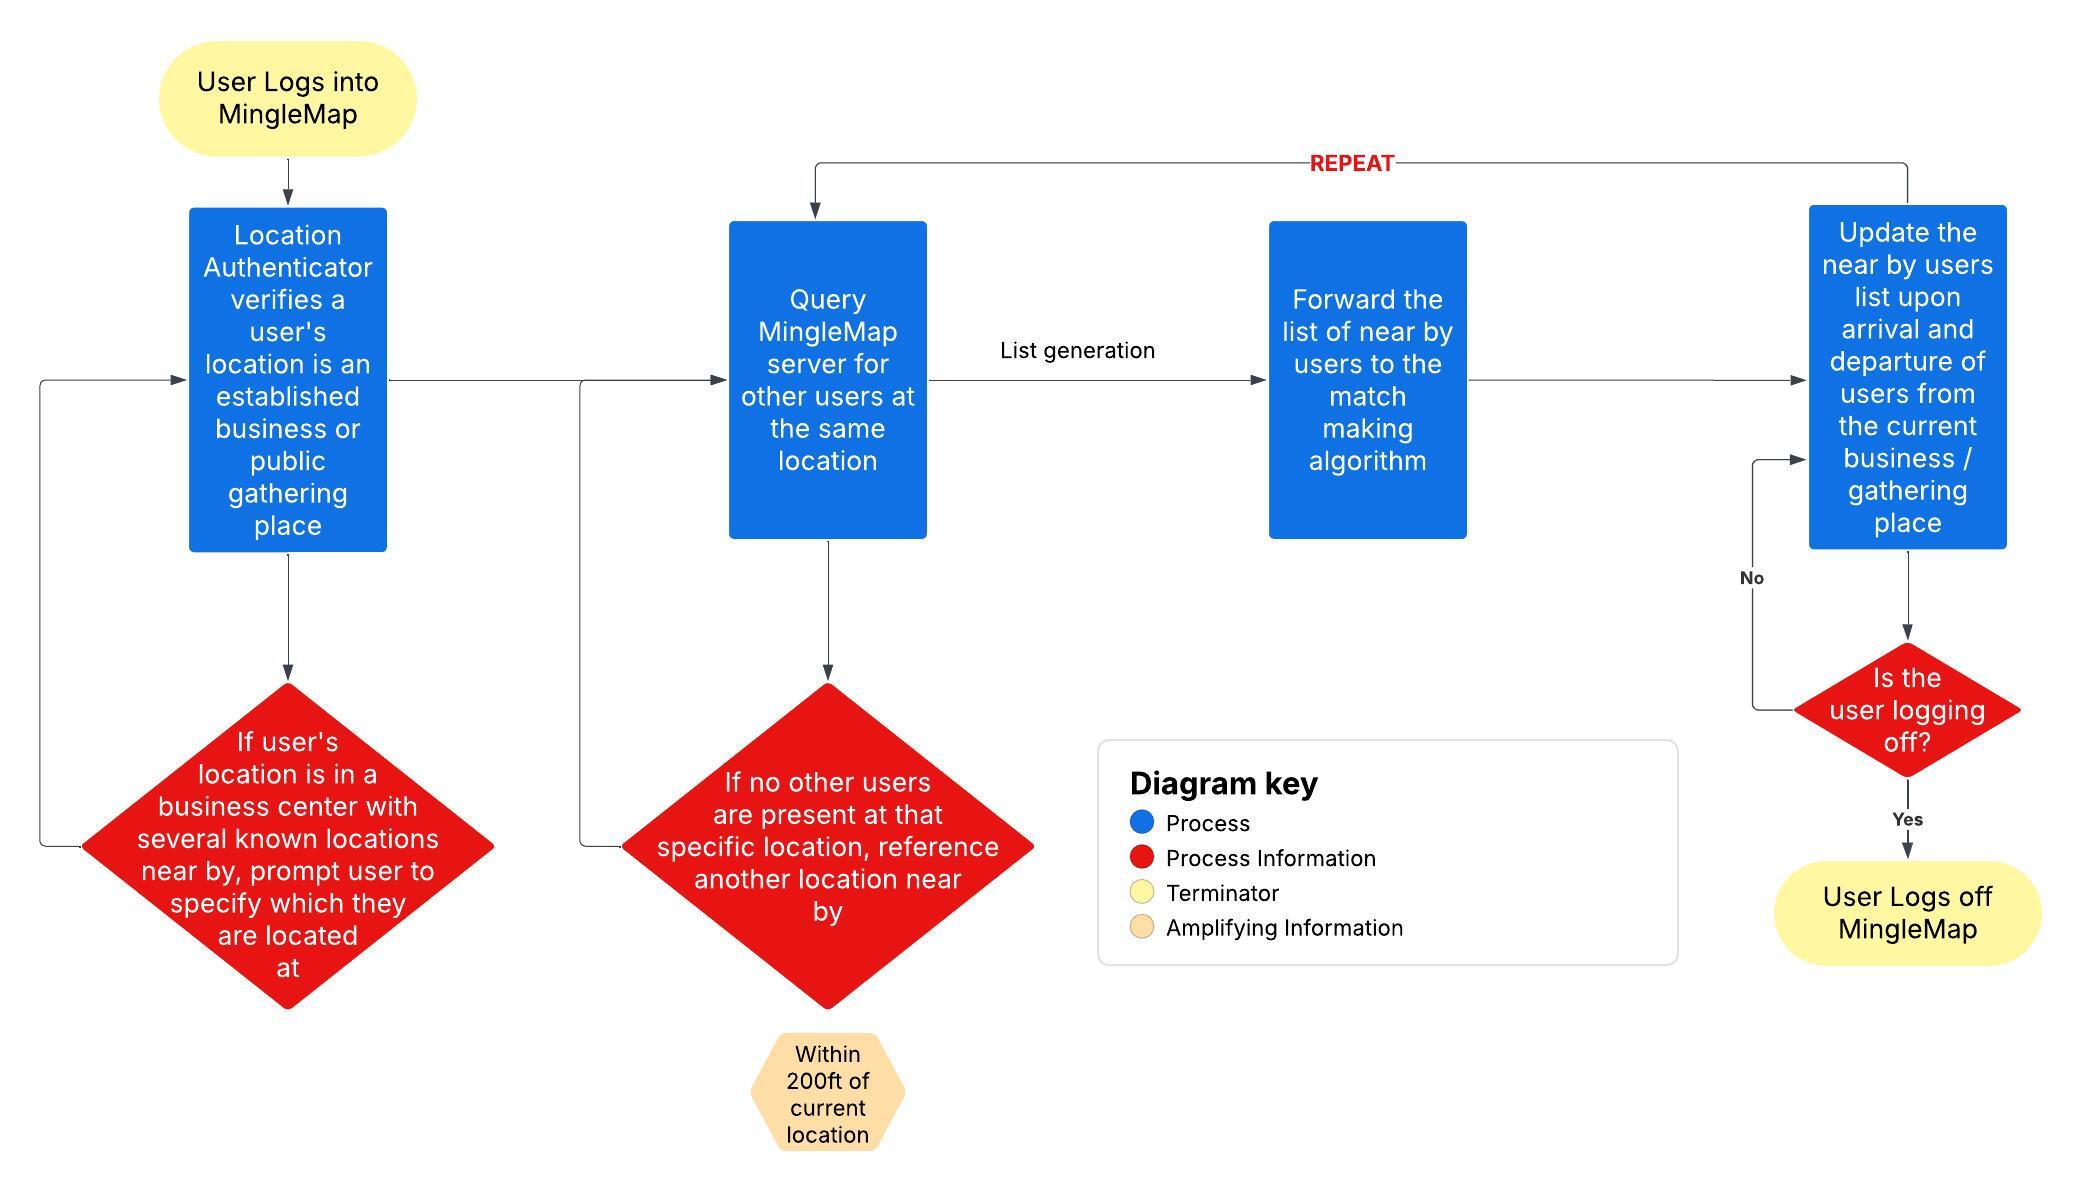 User Logs into
MingleMap
REPEAT
Location
Authenticator
verifies a
user's
location is an
established
business or
public
gathering
place
Query
MingleMap
server for
other users at
the same
location
List generation
Forward the
list of near by
users to the
match
making
algorithm
Update the
near by users
list upon
arrival and
departure of
users from
the current
business /
gathering
place
No
Is the
user logging
off?
Yes
User Logs off
MingleMap
If user's
location is in a
business center with
several known locations
near by, prompt user to
specify which they
are located
at
If no other users
are present at that
specific location, reference
another location near
by
Within
200ft of
current
location
Diagram key
Process
Process Information
Terminator
Amplifying Information